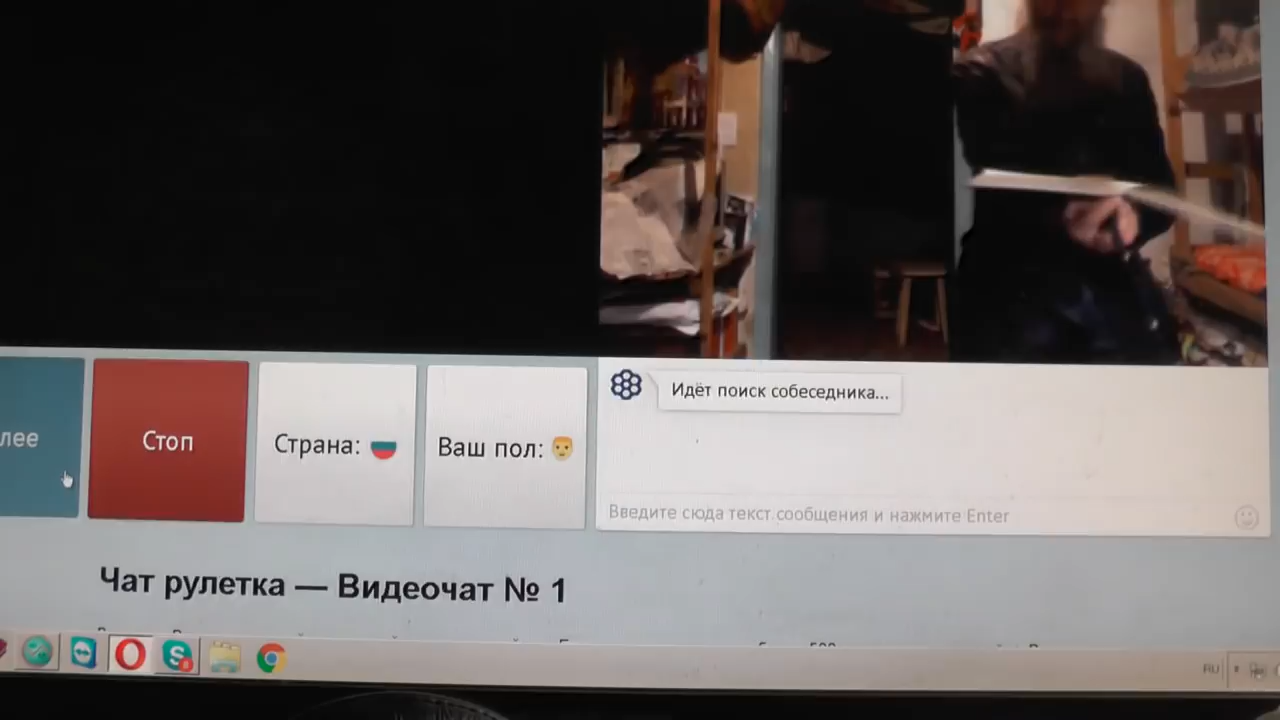 Идёт поиск собеседника...
лее
Стоп
Страна:
Ваш пол:
Введите сюда текст сообщения и нажмите Enter
Чат рулетка — Видеочат № 1
RU